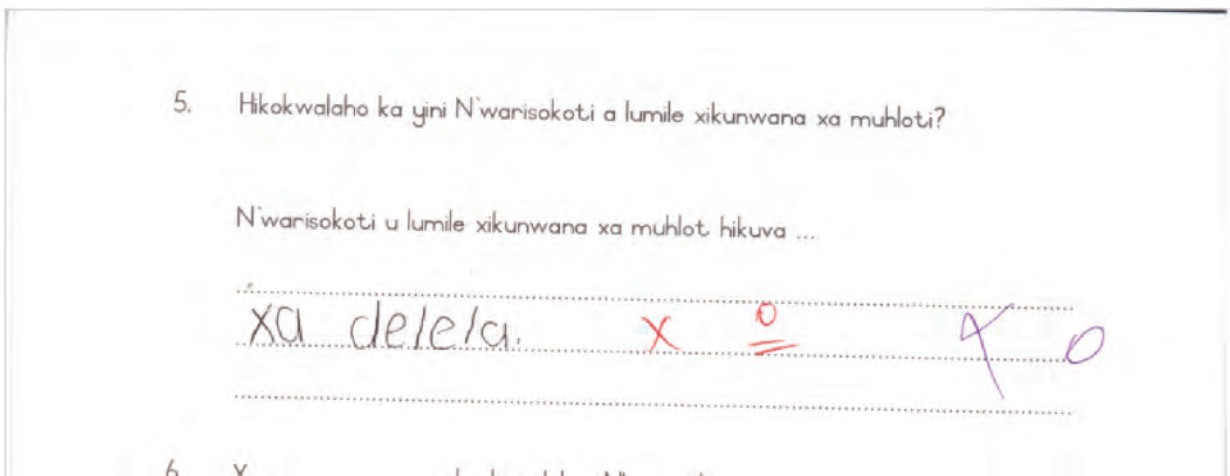 5. Hikokwalaho ka yini N'warisokoti a lumile xikunwana xa muhloti?
N'warisokoti u lumile xikunwana xa muhlot hikuva ...
xa delela. X 0 0
6.